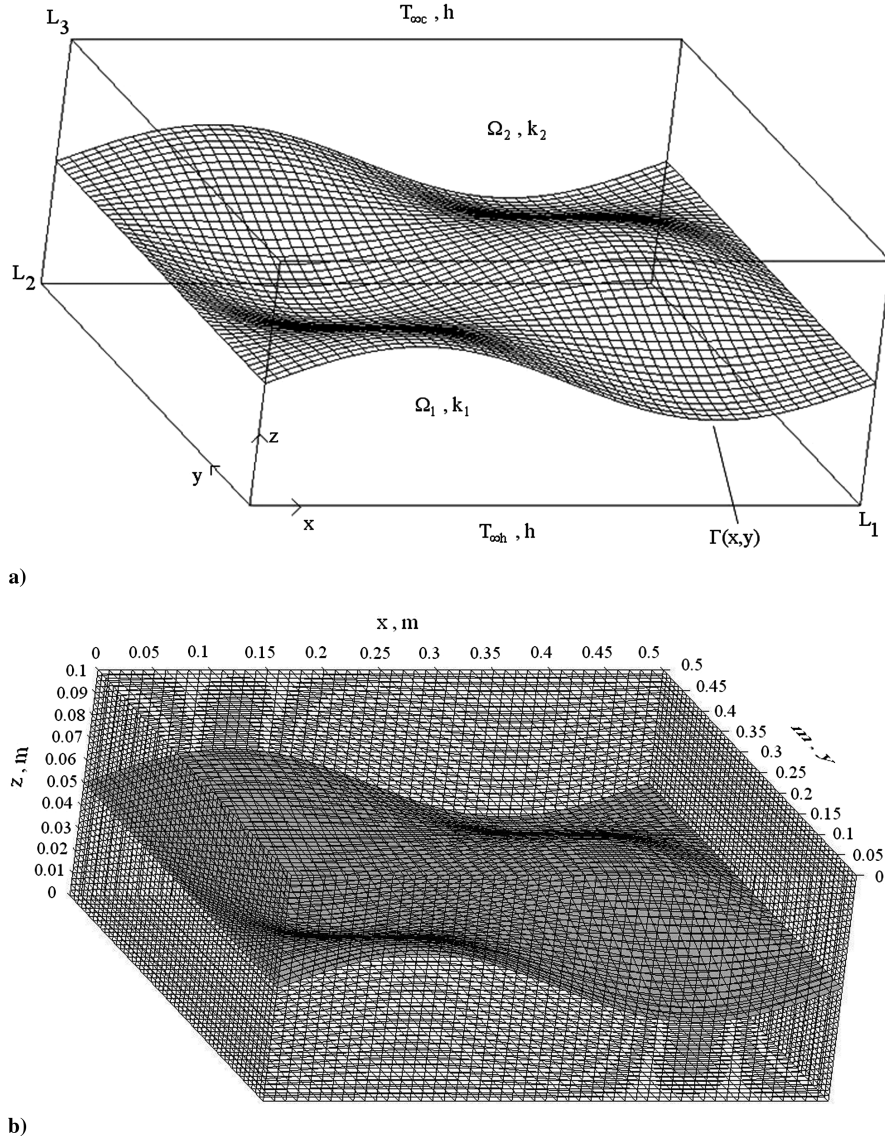 L3
T∞c , h
Ω2 , k2
L2
Ω1 , k1
z
y
x
L1
T∞h , h
Γ(x,y)
a)
x , m
0 0.05 0.1 0.15 0.2 0.25 0.3 0.35 0.4 0.45 0.5
0.1
0.09
0.08
0.07
0.06
0.05
0.04
0.03
0.02
0.01
0
z , m
0.5
0.45
0.4
0.35
0.3
0.25
0.2
0.15
0.1
0.05
0
m , y
b)